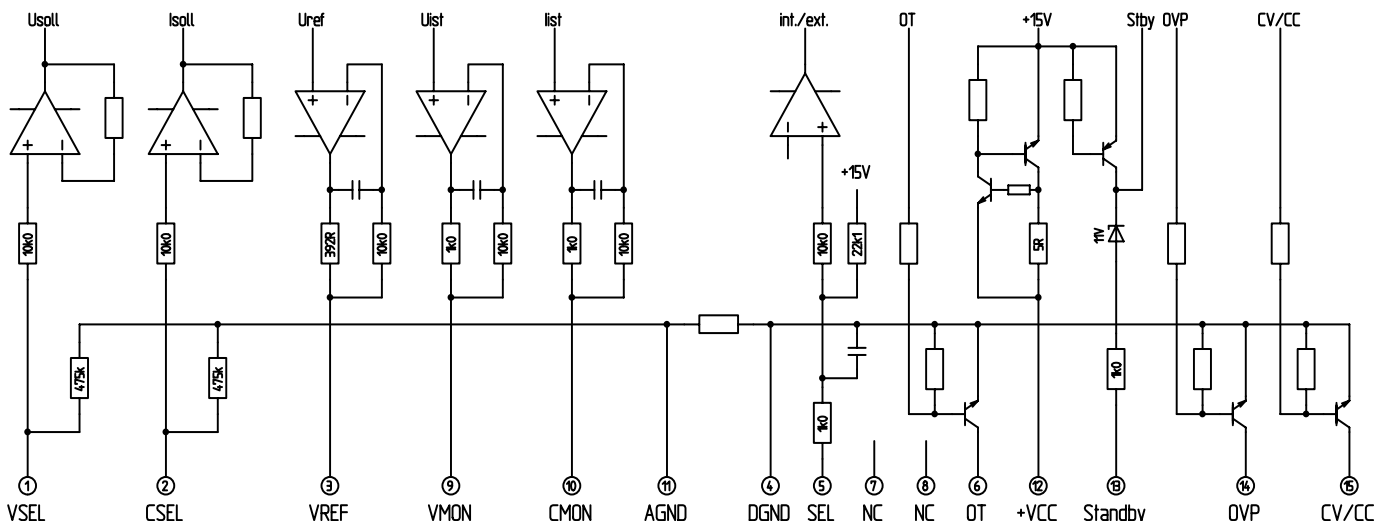 Usoll Isoll Uref Uist Iist int./ext. OT +15V Stby OVP CV/CC
+ − + − + − + − + − − +
+15V
10k0 10k0 392R 10k0 1k0 10k0 1k0 10k0 10k0 22k1 5R 11V
475k 475k 1k0 1k0
1 2 3 9 10 11 4 5 7 8 6 12 13 14 15
VSEL CSEL VREF VMON CMON AGND DGND SEL NC NC OT +VCC Standby OVP CV/CC